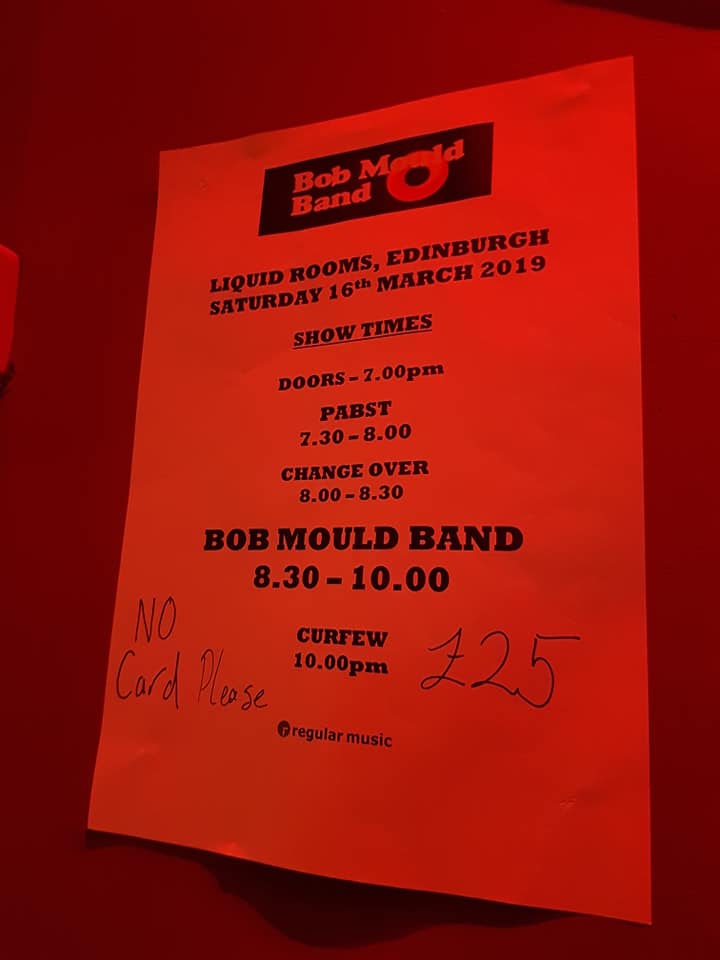 Bob Mould
Band
LIQUID ROOMS, EDINBURGH
SATURDAY 16th MARCH 2019
SHOW TIMES
DOORS – 7.00pm
PABST
7.30 – 8.00
CHANGE OVER
8.00 – 8.30
BOB MOULD BAND
8.30 – 10.00
CURFEW
10.00pm
NO
Card Please
£25
r regular music